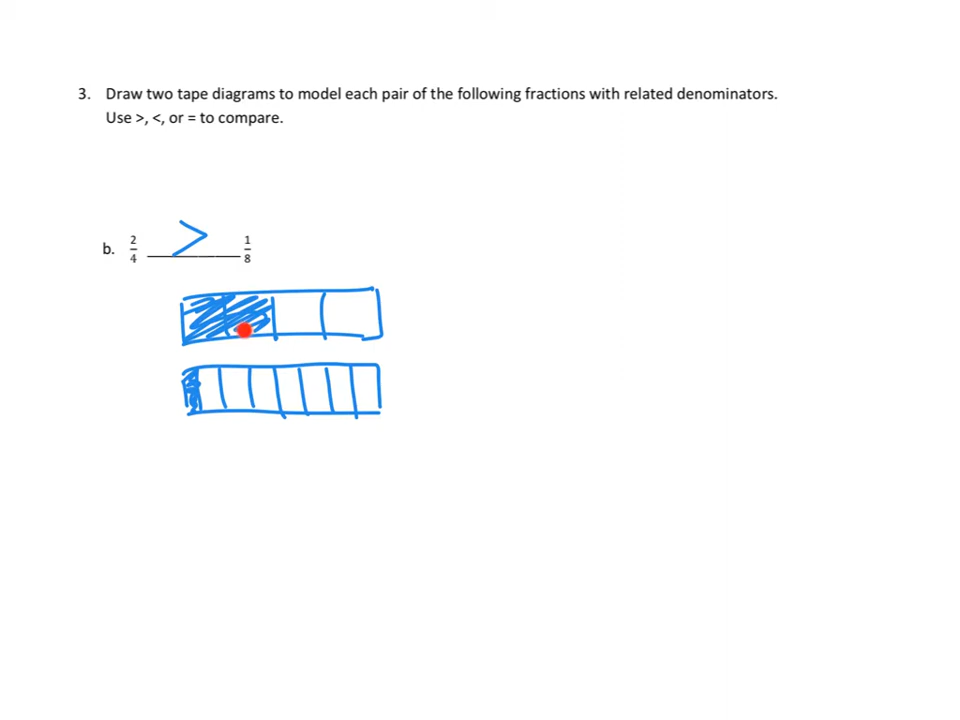 3. Draw two tape diagrams to model each pair of the following fractions with related denominators.
Use >, <, or = to compare.
b. 2/4 > 1/8